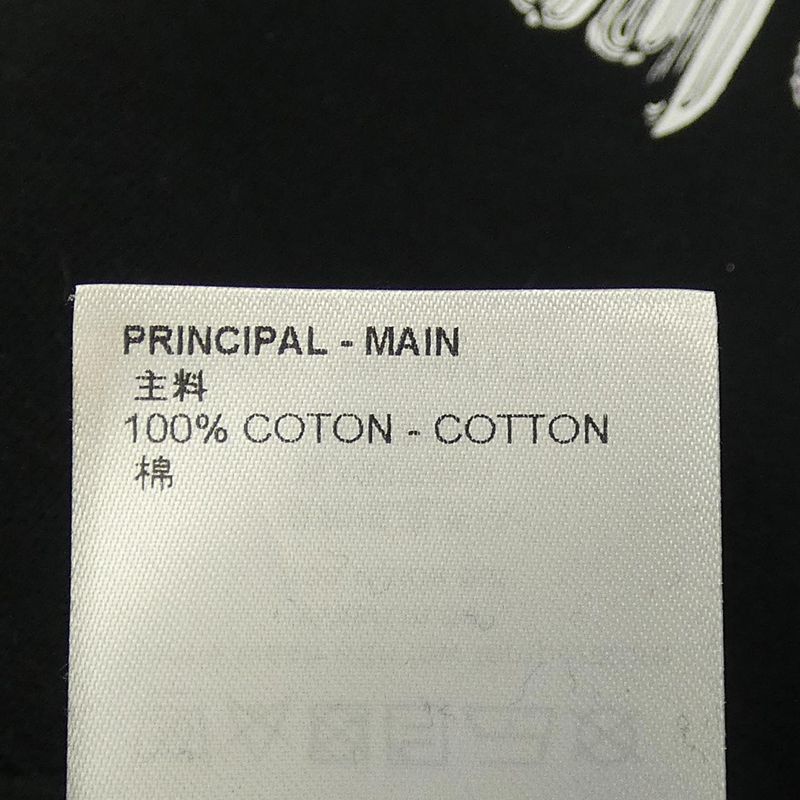 PRINCIPAL - MAIN
主料
100% COTON - COTTON
棉